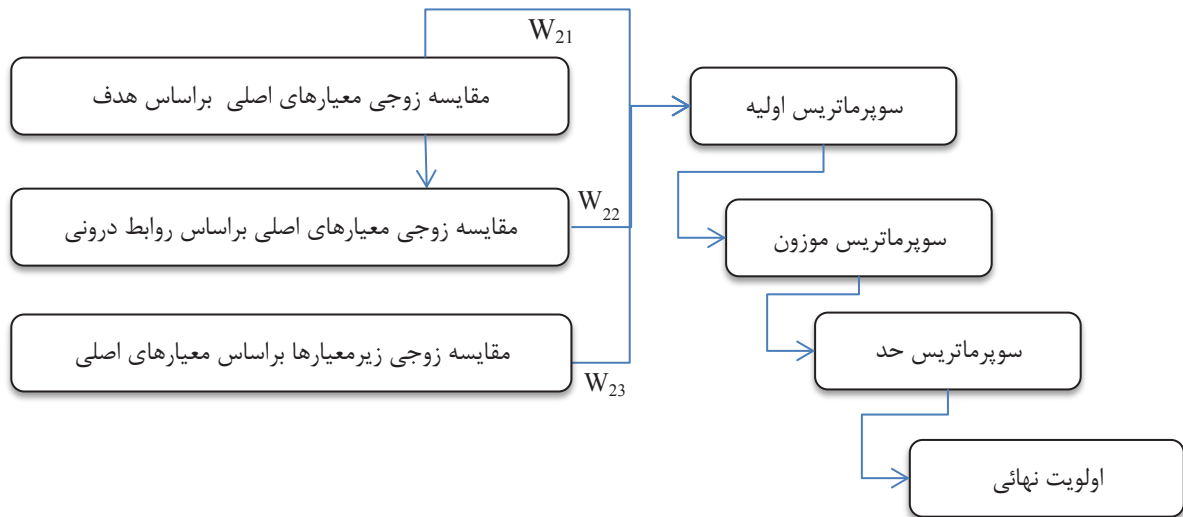 W21
مقایسه زوجی معیارهای اصلی براساس هدف
سوپرماتریس اولیه
W22
مقایسه زوجی معیارهای اصلی براساس روابط درونی
سوپرماتریس موزون
مقایسه زوجی زیرمعیارها براساس معیارهای اصلی
سوپرماتریس حد
W23
اولویت نهائی